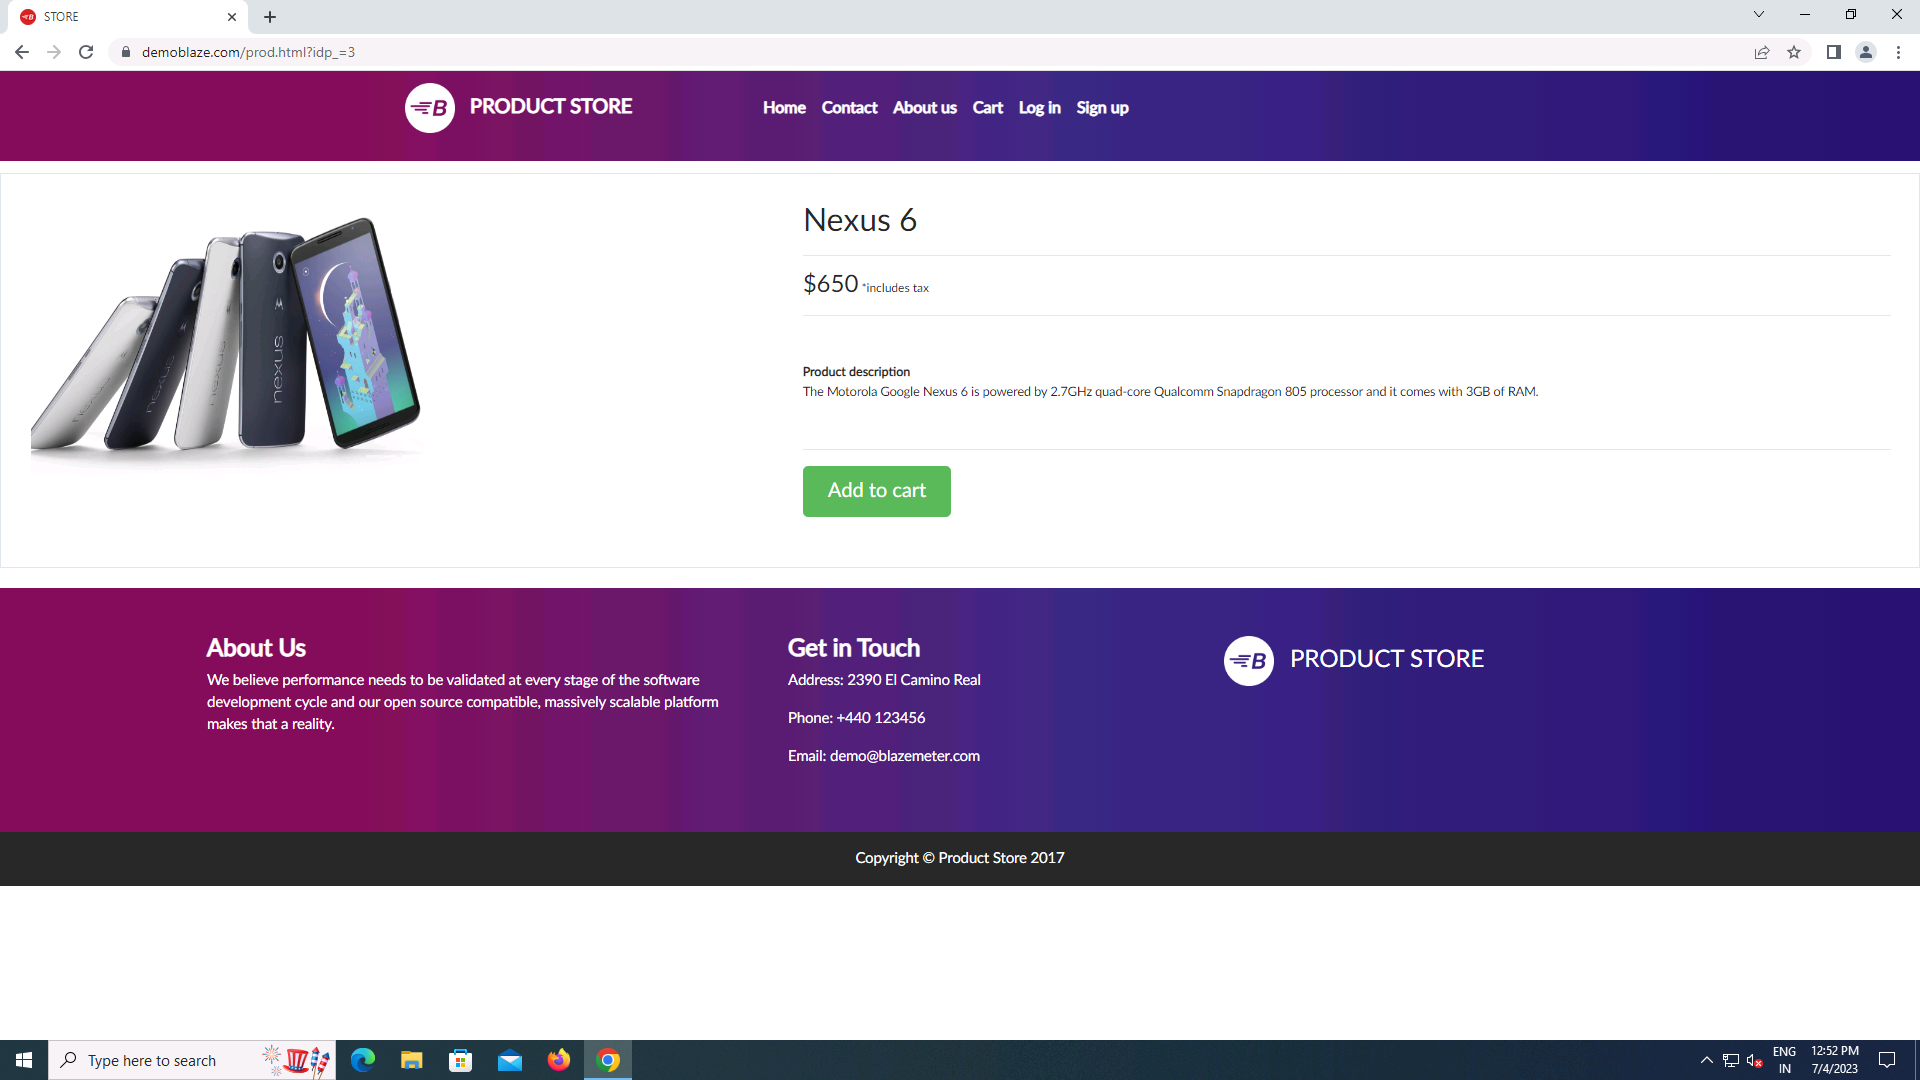 STORE
demoblaze.com/prod.html?idp_=3
B PRODUCT STORE
Home Contact About us Cart Log in Sign up
Nexus 6
$650 *includes tax
Product description
The Motorola Google Nexus 6 is powered by 2.7GHz quad-core Qualcomm Snapdragon 805 processor and it comes with 3GB of RAM.
Add to cart
nexus
nexus
nexus
nexus
About Us
We believe performance needs to be validated at every stage of the software
development cycle and our open source compatible, massively scalable platform
makes that a reality.
Get in Touch
Address: 2390 El Camino Real
Phone: +440 123456
Email: demo@blazemeter.com
B PRODUCT STORE
Copyright © Product Store 2017
Type here to search
ENG
IN
12:52 PM
7/4/2023